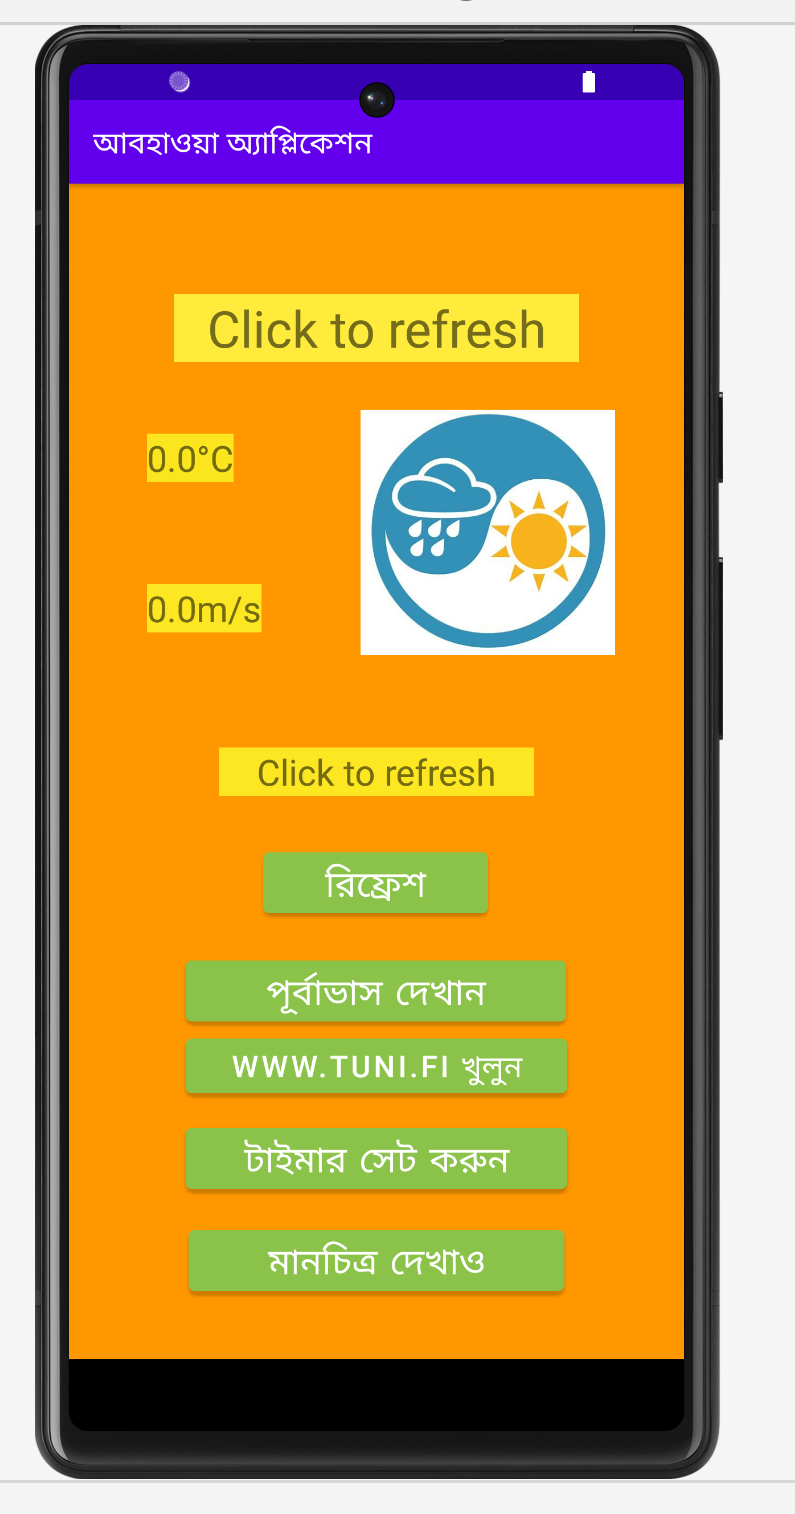 আবহাওয়া অ্যাপ্লিকেশন
Click to refresh
0.0°C
0.0m/s
Click to refresh
রিফ্রেশ
পূর্বাভাস দেখান
WWW.TUNI.FI খুলুন
টাইমার সেট করুন
মানচিত্র দেখাও